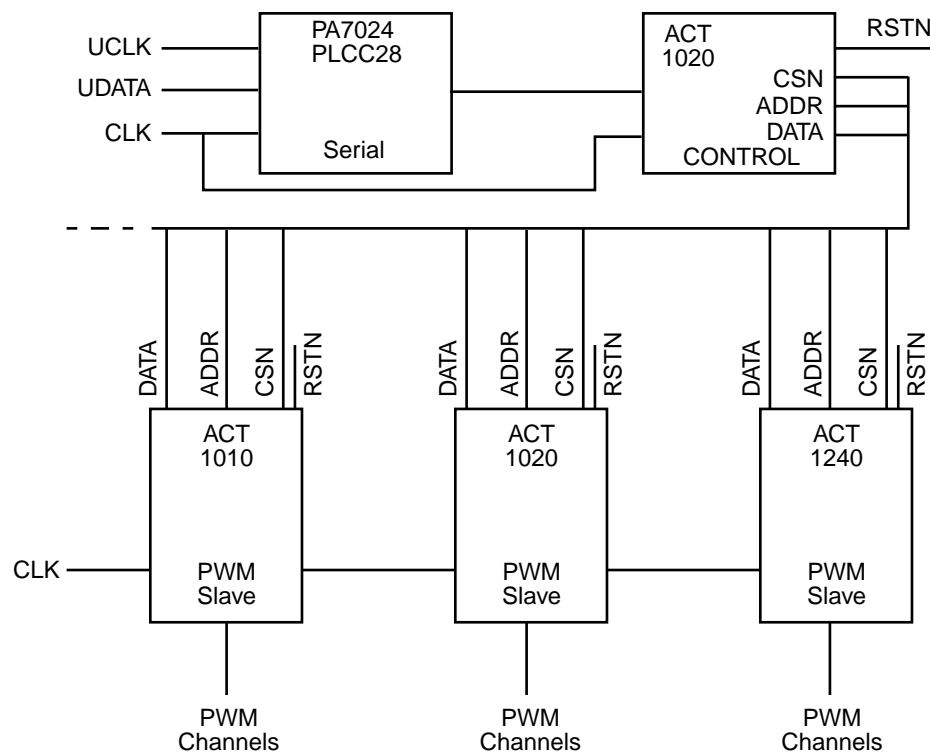 UCLK
UDATA
CLK
PA7024
PLCC28
Serial
ACT
1020
CSN
ADDR
DATA
CONTROL
RSTN
DATA
ADDR
CSN
RSTN
DATA
ADDR
CSN
RSTN
DATA
ADDR
CSN
RSTN
CLK
ACT
1010
PWM
Slave
ACT
1020
PWM
Slave
ACT
1240
PWM
Slave
PWM
Channels
PWM
Channels
PWM
Channels